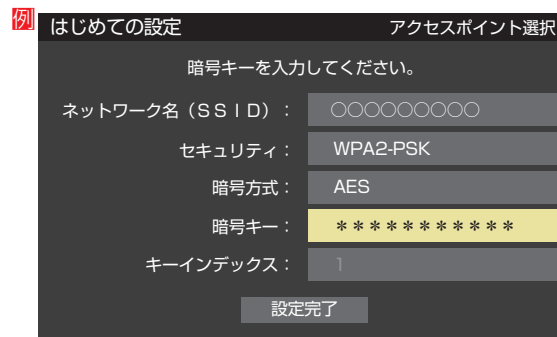 例
はじめての設定 アクセスポイント選択
暗号キーを入力してください。
ネットワーク名（ＳＳＩＤ）： ○○○○○○○○○
セキュリティ： WPA2-PSK
暗号方式： AES
暗号キー： ＊＊＊＊＊＊＊＊＊＊＊
キーインデックス： 1
設定完了